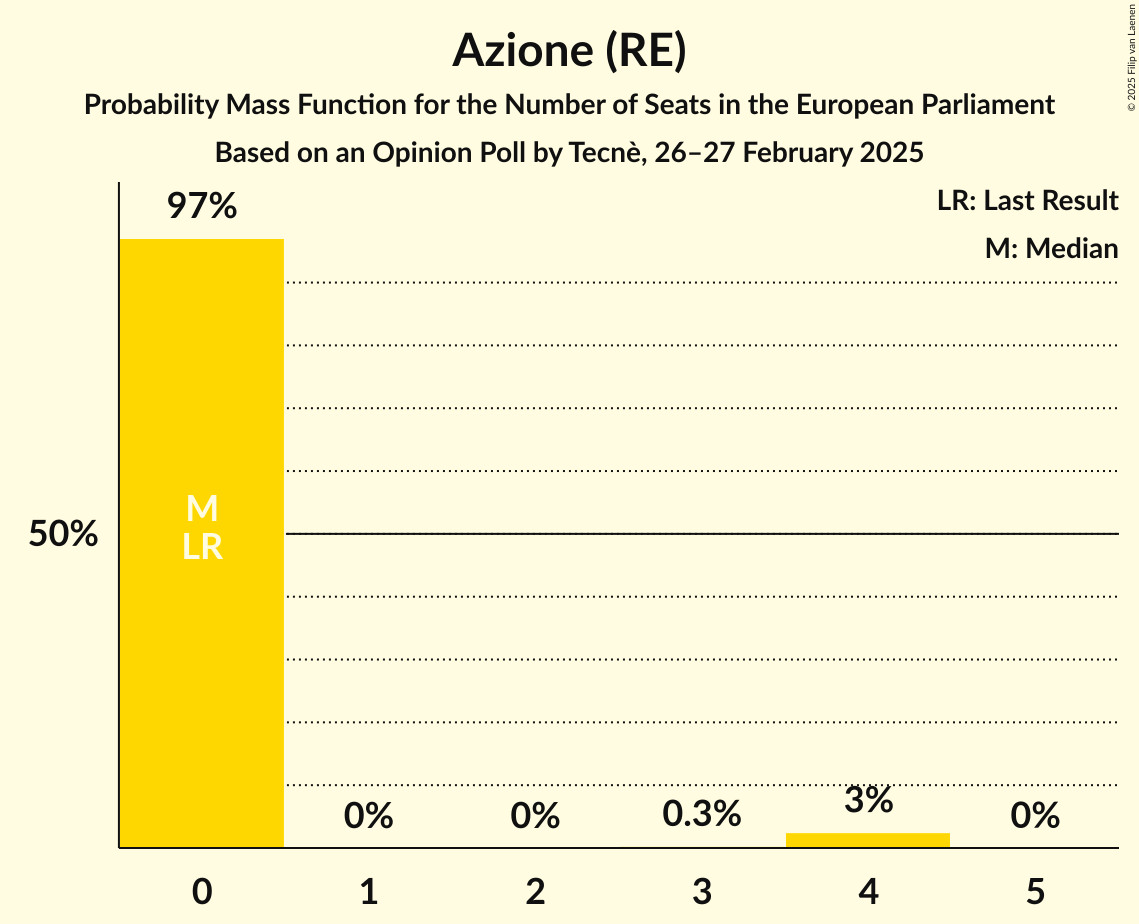 Azione (RE)
Probability Mass Function for the Number of Seats in the European Parliament
Based on an Opinion Poll by Tecnè, 26–27 February 2025
© 2025 Filip van Laenen
LR: Last Result
M: Median
97%
M
LR
50%
0%
0%
0.3%
3%
0%
0
1
2
3
4
5